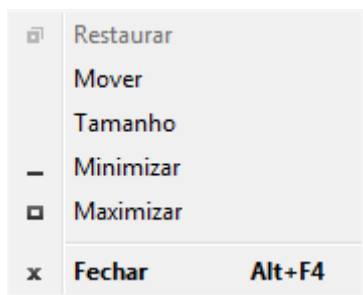 Restaurar
Mover
Tamanho
Minimizar
Maximizar
Fechar Alt+F4